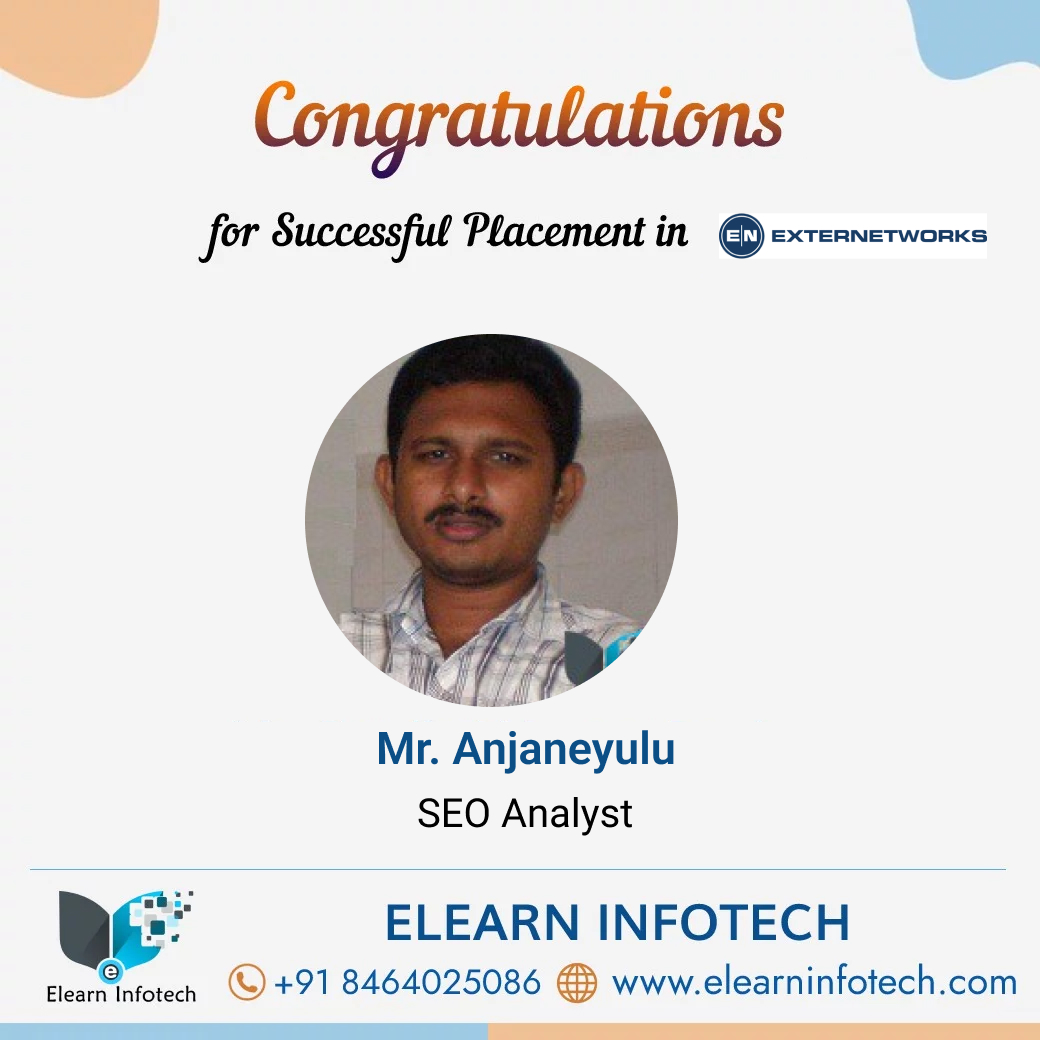 Congratulations
for Successful Placement in E|N EXTERNETWORKS
Mr. Anjaneyulu
SEO Analyst
e
Elearn Infotech
ELEARN INFOTECH
+91 8464025086 www.elearninfotech.com